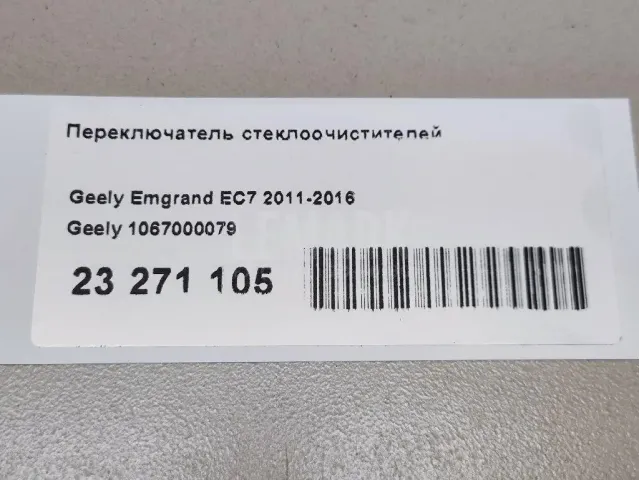 Переключатель стеклоочистителей
Geely Emgrand EC7 2011-2016
Geely 1067000079
23 271 105